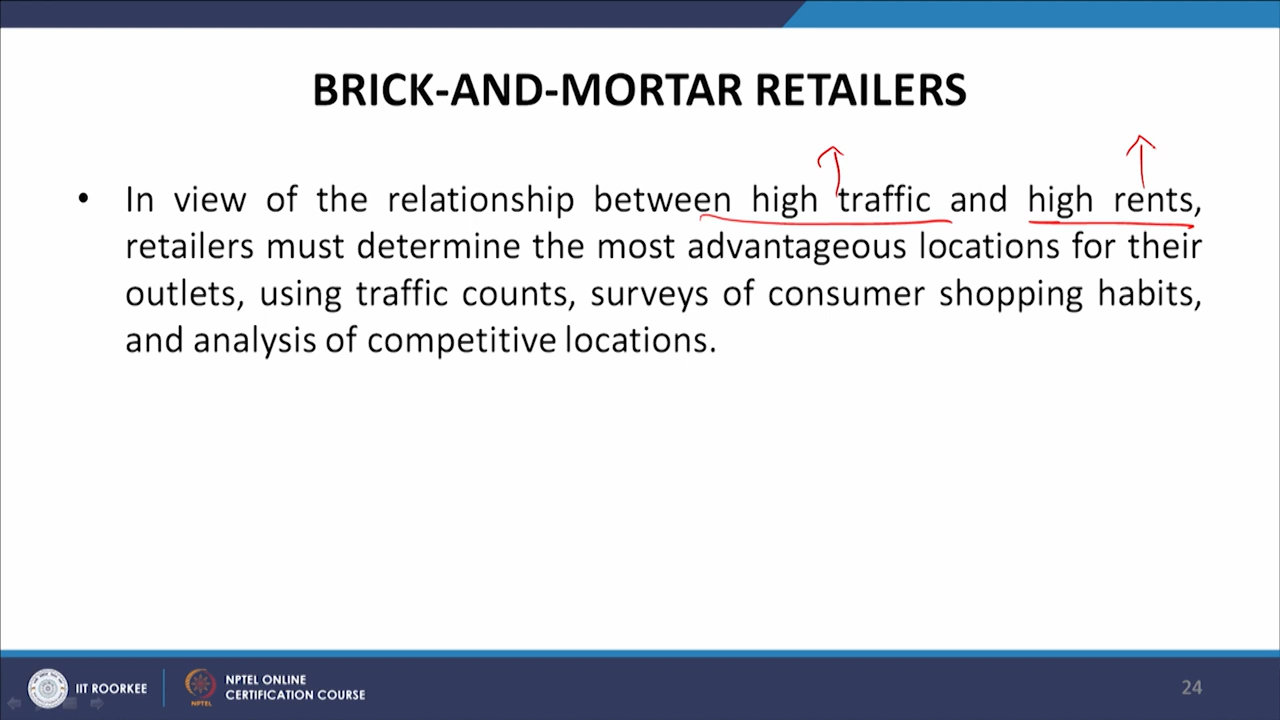 BRICK-AND-MORTAR RETAILERS
• In view of the relationship between high traffic and high rents,
retailers must determine the most advantageous locations for their
outlets, using traffic counts, surveys of consumer shopping habits,
and analysis of competitive locations.
IIT ROORKEE
NPTEL
NPTEL ONLINE
CERTIFICATION COURSE
24